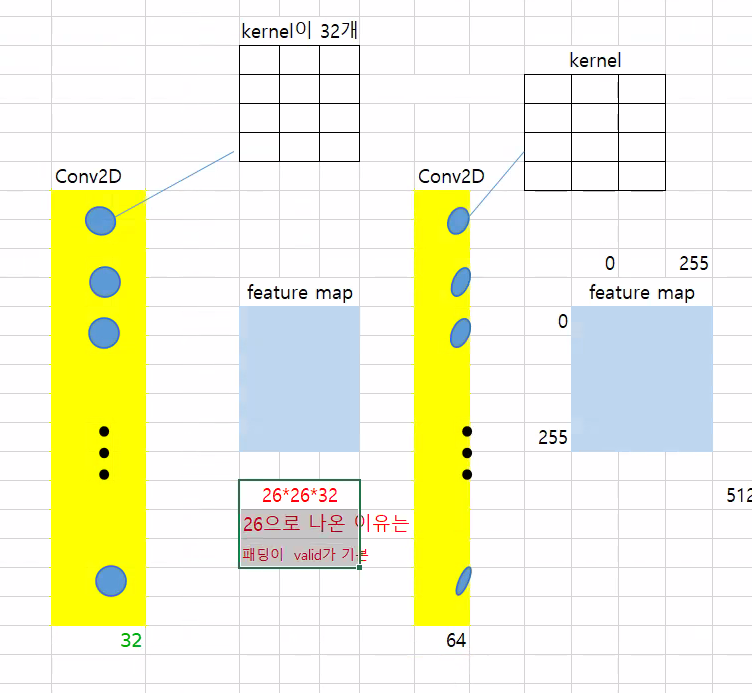 kernel이 32개
kernel
Conv2D
Conv2D
0 255
feature map
feature map
0
255
26*26*32
512
26으로 나온 이유는
패딩이 valid가 기본
32
64